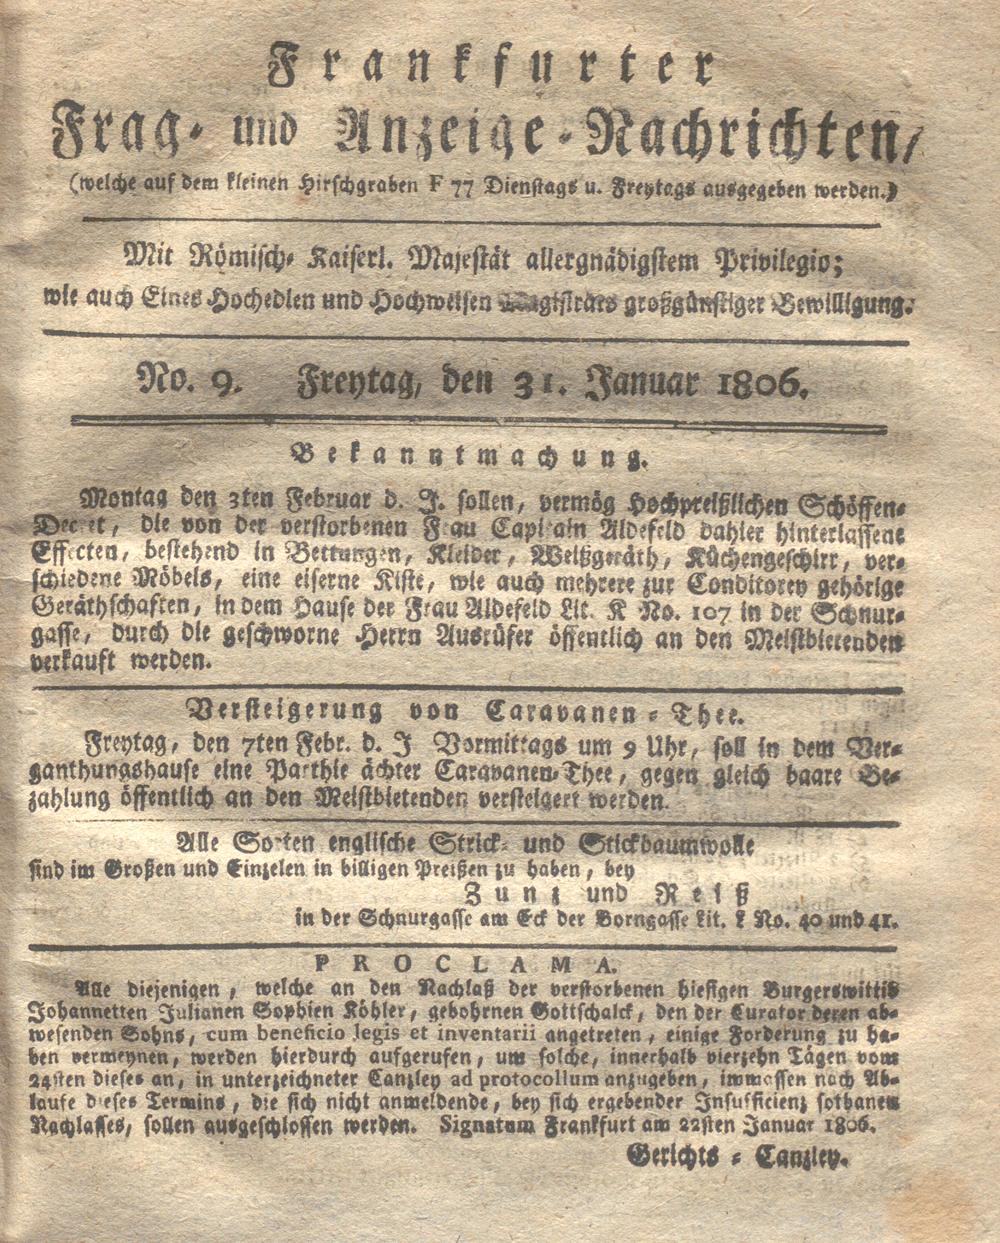 Frankfurter
Frag- und Anzeige-Nachrichten/
(welche auf dem kleinen Hirschgraben F 77 Dienstags u. Freytags ausgegeben werden.)
Mit Römisch- Kaiserl. Majestät allergnädigstem Privilegio;
wie auch Eines Hochedlen und Hochweisen Magistrats großgünstiger Bewilligung.
No. 9. Freytag, den 31. Januar 1806.
Bekanntmachung.
Montag den 3ten Februar d. J. sollen, vermög Hochpreißlichen Schöffen-
Decret, die von der verstorbenen Frau Capitain Aldefeld dahier hinterlassene
Effecten, bestehend in Bettungen, Kleider, Weißgeräth, Küchengeschirr, ver-
schiedene Möbels, eine eiserne Kiste, wie auch mehrere zur Conditorey gehörige
Geräthschaften, in dem Hause der Frau Aldefeld Lit. K No. 107 in der Schnur-
gasse, durch die geschworne Herrn Ausrüfer öffentlich an den Meistbietenden
verkauft werden.
Versteigerung von Caravanen-Thee.
Freytag, den 7ten Febr. d. J Vormittags um 9 Uhr, soll in dem Ver-
ganthungshause eine Parthie ächter Caravanen-Thee, gegen gleich baare Be-
zahlung öffentlich an den Meistbietenden versteigert werden.
Alle Sorten englische Strick- und Stickbaumwolle
sind im Großen und Einzelen in billigen Preißen zu haben, bey
Zunz und Reiß
in der Schnurgasse am Eck der Borngasse Lit. L No. 40 und 41.
PROCLAMA.
Alle diejenigen, welche an den Nachlaß der verstorbenen hiesigen Burgerswittib
Johannetten Julianen Sophien Köhler, gebohrnen Gottschalck, den der Curator deren ab-
wesenden Sohns, cum beneficio legis et inventarii angetreten, einige Forderung zu ha-
ben vermeynen, werden hierdurch aufgerufen, um solche, innerhalb vierzehn Tägen vom
24sten dieses an, in unterzeichneter Canzley ad protocollum anzugeben, immassen nach Ab-
laufe dieses Termins, die sich nicht anmeldende, bey sich ergebender Insufficienz sothanen
Nachlasses, sollen ausgeschlossen werden. Signatum Frankfurt am 22sten Januar 1806.
Gerichts-Canzley.